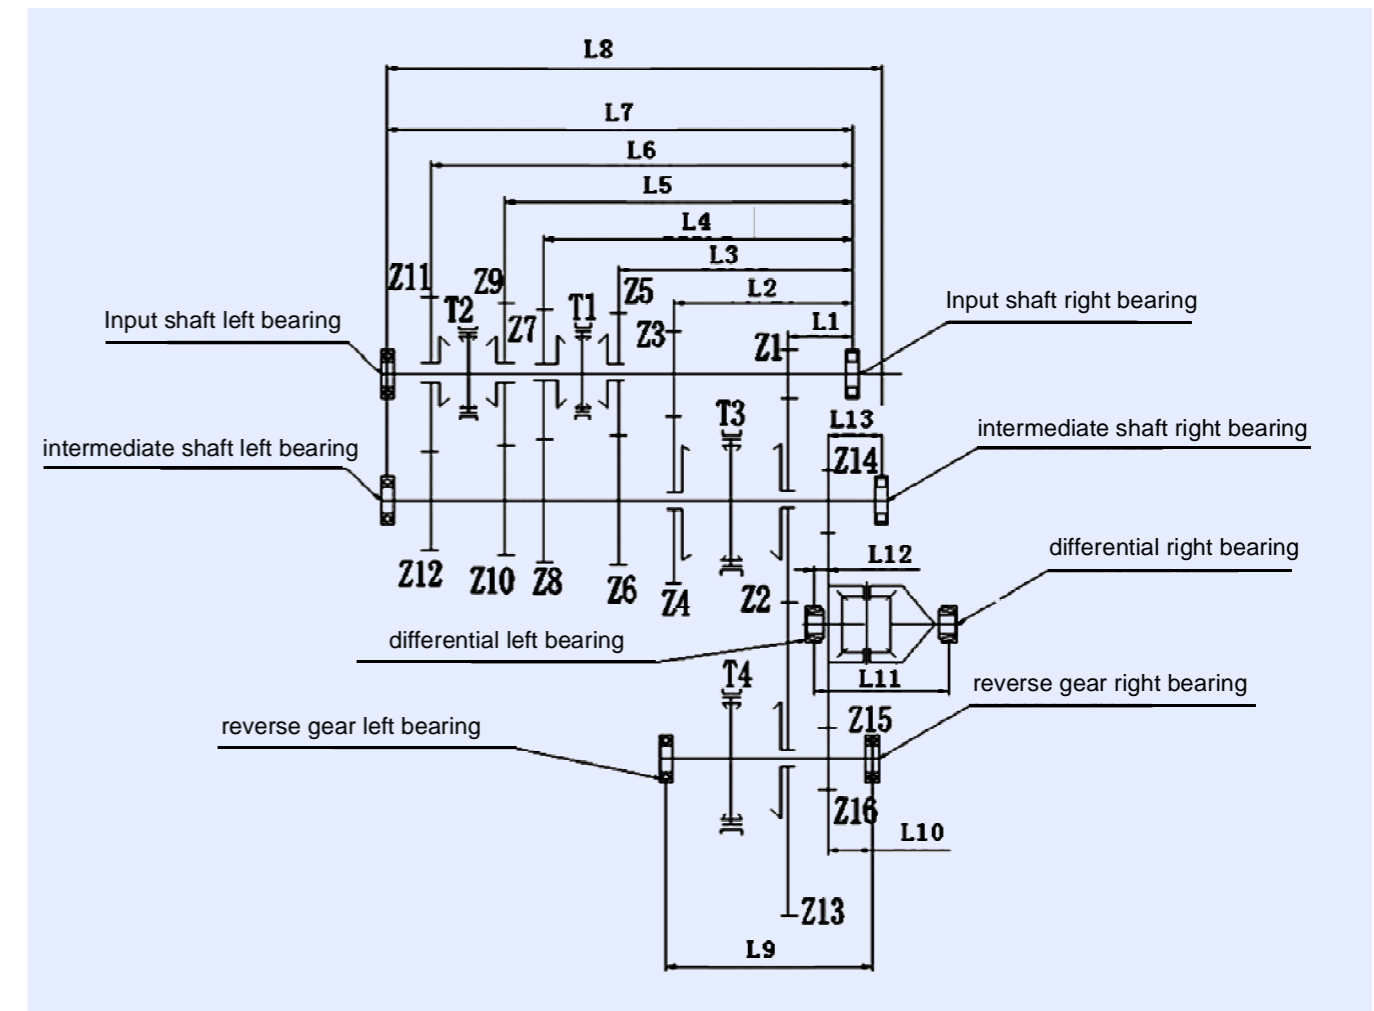 L8
L7
L6
L5
L4
L3
L2
L1
Z11
Z9
T2
Z7
T1
Z5
Z3
Z1
Input shaft left bearing
Input shaft right bearing
T3
L13
Z14
intermediate shaft left bearing
intermediate shaft right bearing
Z12
Z10
Z8
Z6
Z4
Z2
L12
differential right bearing
differential left bearing
T4
L11
reverse gear right bearing
reverse gear left bearing
Z15
Z16
L10
Z13
L9